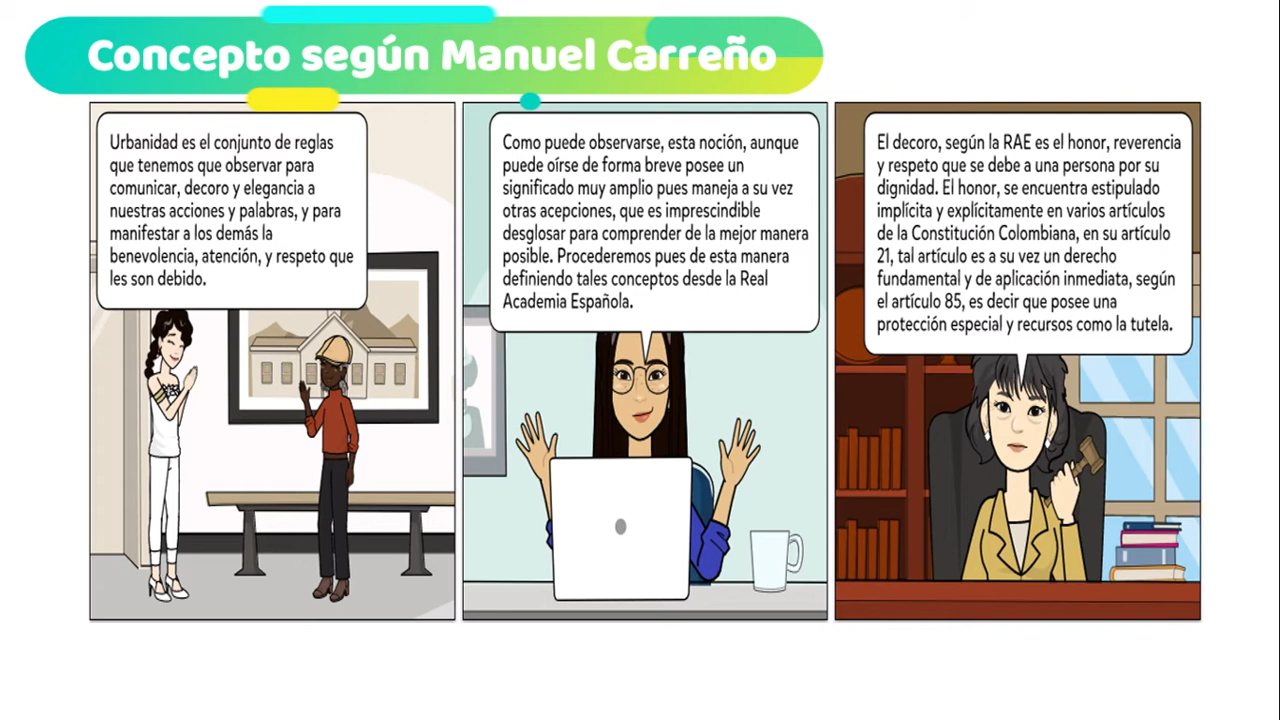 Concepto según Manuel Carreño
Urbanidad es el conjunto de reglas
que tenemos que observar para
comunicar, decoro y elegancia a
nuestras acciones y palabras, y para
manifestar a los demás la
benevolencia, atención, y respeto que
les son debido.
Como puede observarse, esta noción, aunque
puede oírse de forma breve posee un
significado muy amplio pues maneja a su vez
otras acepciones, que es imprescindible
desglosar para comprender de la mejor manera
posible. Procederemos pues de esta manera
definiendo tales conceptos desde la Real
Academia Española.
El decoro, según la RAE es el honor, reverencia
y respeto que se debe a una persona por su
dignidad. El honor, se encuentra estipulado
implícita y explícitamente en varios artículos
de la Constitución Colombiana, en su artículo
21, tal artículo es a su vez un derecho
fundamental y de aplicación inmediata, según
el artículo 85, es decir que posee una
protección especial y recursos como la tutela.